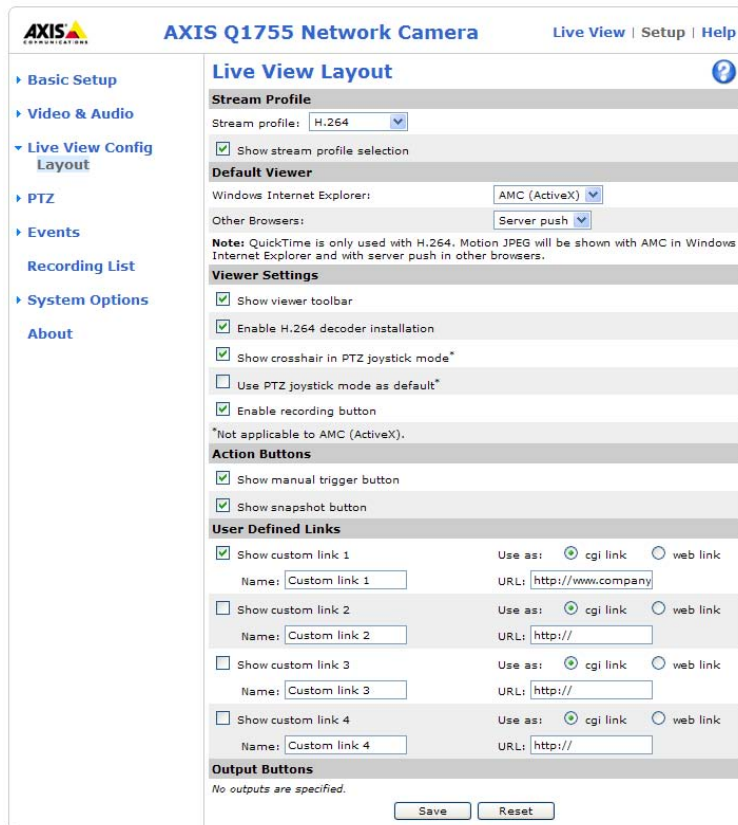 AXIS
COMMUNICATIONS
AXIS Q1755 Network Camera
Live View | Setup | Help
Basic Setup
Video & Audio
Live View Config
Layout
PTZ
Events
Recording List
System Options
About
Live View Layout
?
Stream Profile
Stream profile: H.264
Show stream profile selection
Default Viewer
Windows Internet Explorer: AMC (ActiveX)
Other Browsers: Server push
Note: QuickTime is only used with H.264. Motion JPEG will be shown with AMC in Windows
Internet Explorer and with server push in other browsers.
Viewer Settings
Show viewer toolbar
Enable H.264 decoder installation
Show crosshair in PTZ joystick mode*
Use PTZ joystick mode as default*
Enable recording button
*Not applicable to AMC (ActiveX).
Action Buttons
Show manual trigger button
Show snapshot button
User Defined Links
Show custom link 1 Use as: cgi link web link
Name: Custom link 1 URL: http://www.company
Show custom link 2 Use as: cgi link web link
Name: Custom link 2 URL: http://
Show custom link 3 Use as: cgi link web link
Name: Custom link 3 URL: http://
Show custom link 4 Use as: cgi link web link
Name: Custom link 4 URL: http://
Output Buttons
No outputs are specified.
Save Reset